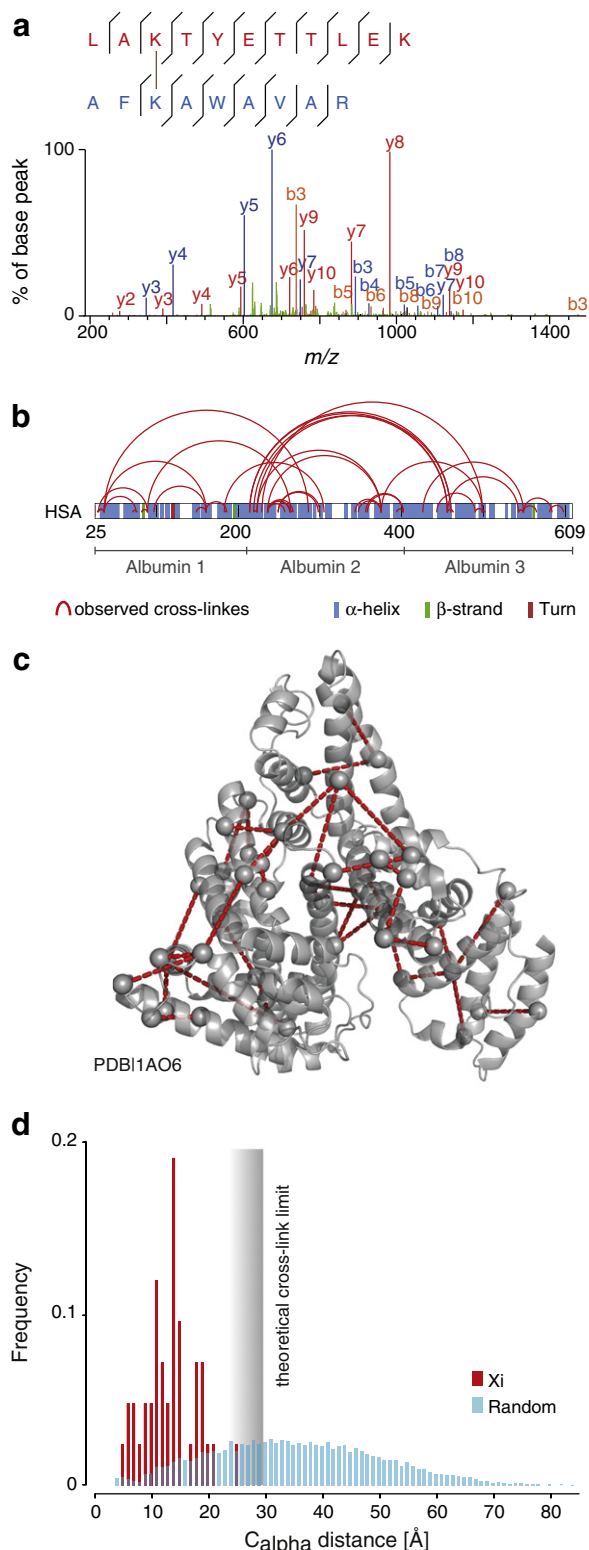 a
L A K T Y E T T L E K
A F K A W A V A R
100
0
% of base peak
y2 y3 y3 y4 y4 y5 y5 y6 y6 b3 y9 y7 y10 b5 y7 b3 b4 b6 y8 b5 b8 b6 b9 b7 y7 b8 y9 y10 b10 b3
200 600 1000 1400
m/z
b
HSA
25 200 400 609
Albumin 1 Albumin 2 Albumin 3
observed cross-linkes α-helix β-strand Turn
c
PDBI1AO6
d
0.2
0.1
0
Frequency
theoretical cross-link limit
Xi
Random
0 10 20 30 40 50 60 70 80
Calpha distance [Å]